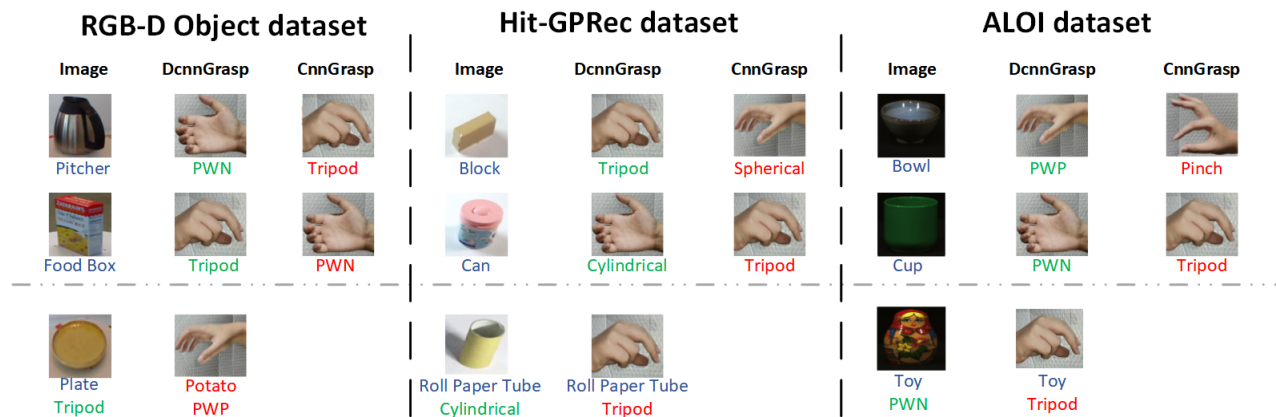 RGB-D Object dataset
Hit-GPRec dataset
ALOI dataset
Image DcnnGrasp CnnGrasp
Image DcnnGrasp CnnGrasp
Image DcnnGrasp CnnGrasp
Pitcher PWN Tripod
Block Tripod Spherical
Bowl PWP Pinch
Food Box Tripod PWN
Can Cylindrical Tripod
Cup PWN Tripod
Plate Potato
Roll Paper Tube Roll Paper Tube
Toy Toy
Tripod PWP
Cylindrical Tripod
PWN Tripod